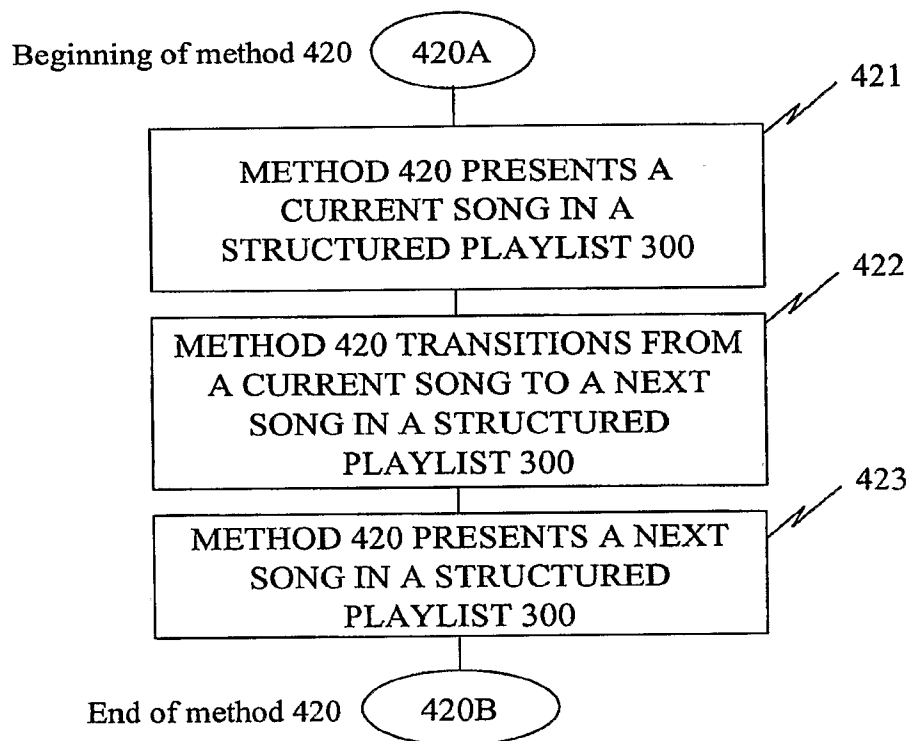 Beginning of method 420
420A
421
METHOD 420 PRESENTS A
CURRENT SONG IN A
STRUCTURED PLAYLIST 300
422
METHOD 420 TRANSITIONS FROM
A CURRENT SONG TO A NEXT
SONG IN A STRUCTURED
PLAYLIST 300
423
METHOD 420 PRESENTS A NEXT
SONG IN A STRUCTURED
PLAYLIST 300
End of method 420
420B